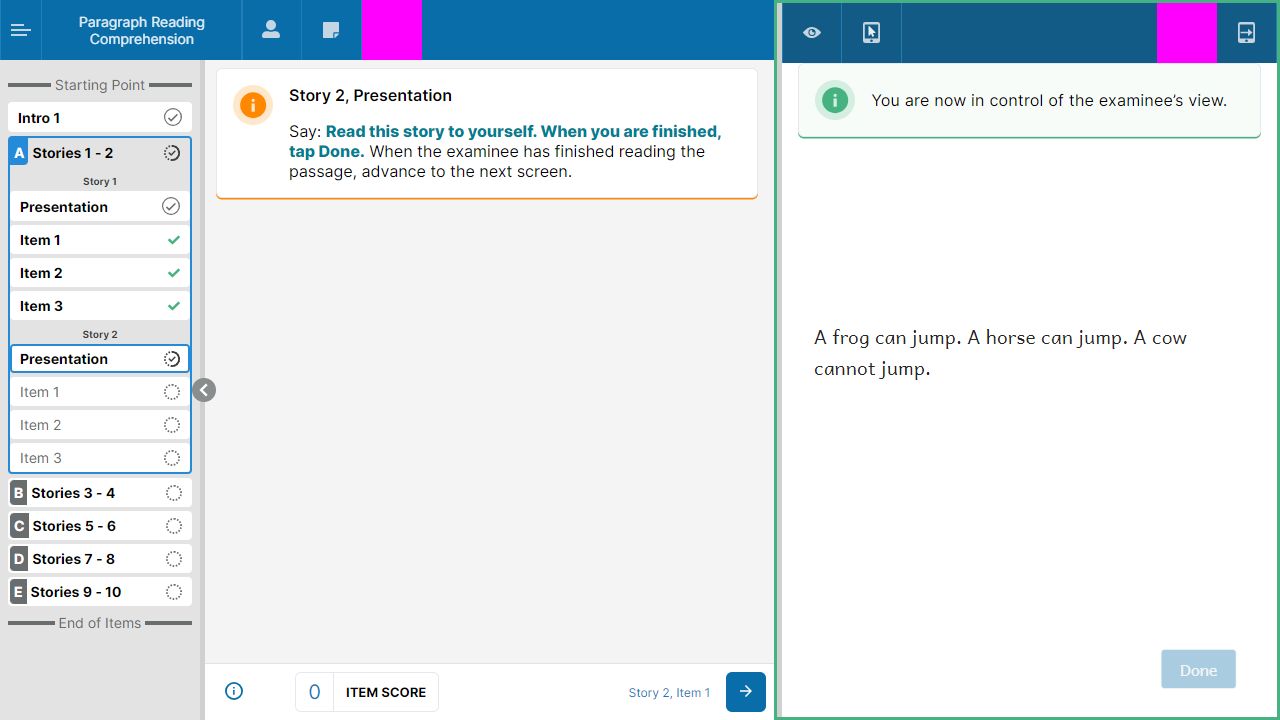 Paragraph Reading
Comprehension
Starting Point
Intro 1
A Stories 1 - 2
Story 1
Presentation
Item 1
Item 2
Item 3
Story 2
Presentation
Item 1
Item 2
Item 3
B Stories 3 - 4
C Stories 5 - 6
D Stories 7 - 8
E Stories 9 - 10
End of Items
Story 2, Presentation
Say: Read this story to yourself. When you are finished,
tap Done. When the examinee has finished reading the
passage, advance to the next screen.
0 ITEM SCORE
Story 2, Item 1
You are now in control of the examinee’s view.
A frog can jump. A horse can jump. A cow
cannot jump.
Done